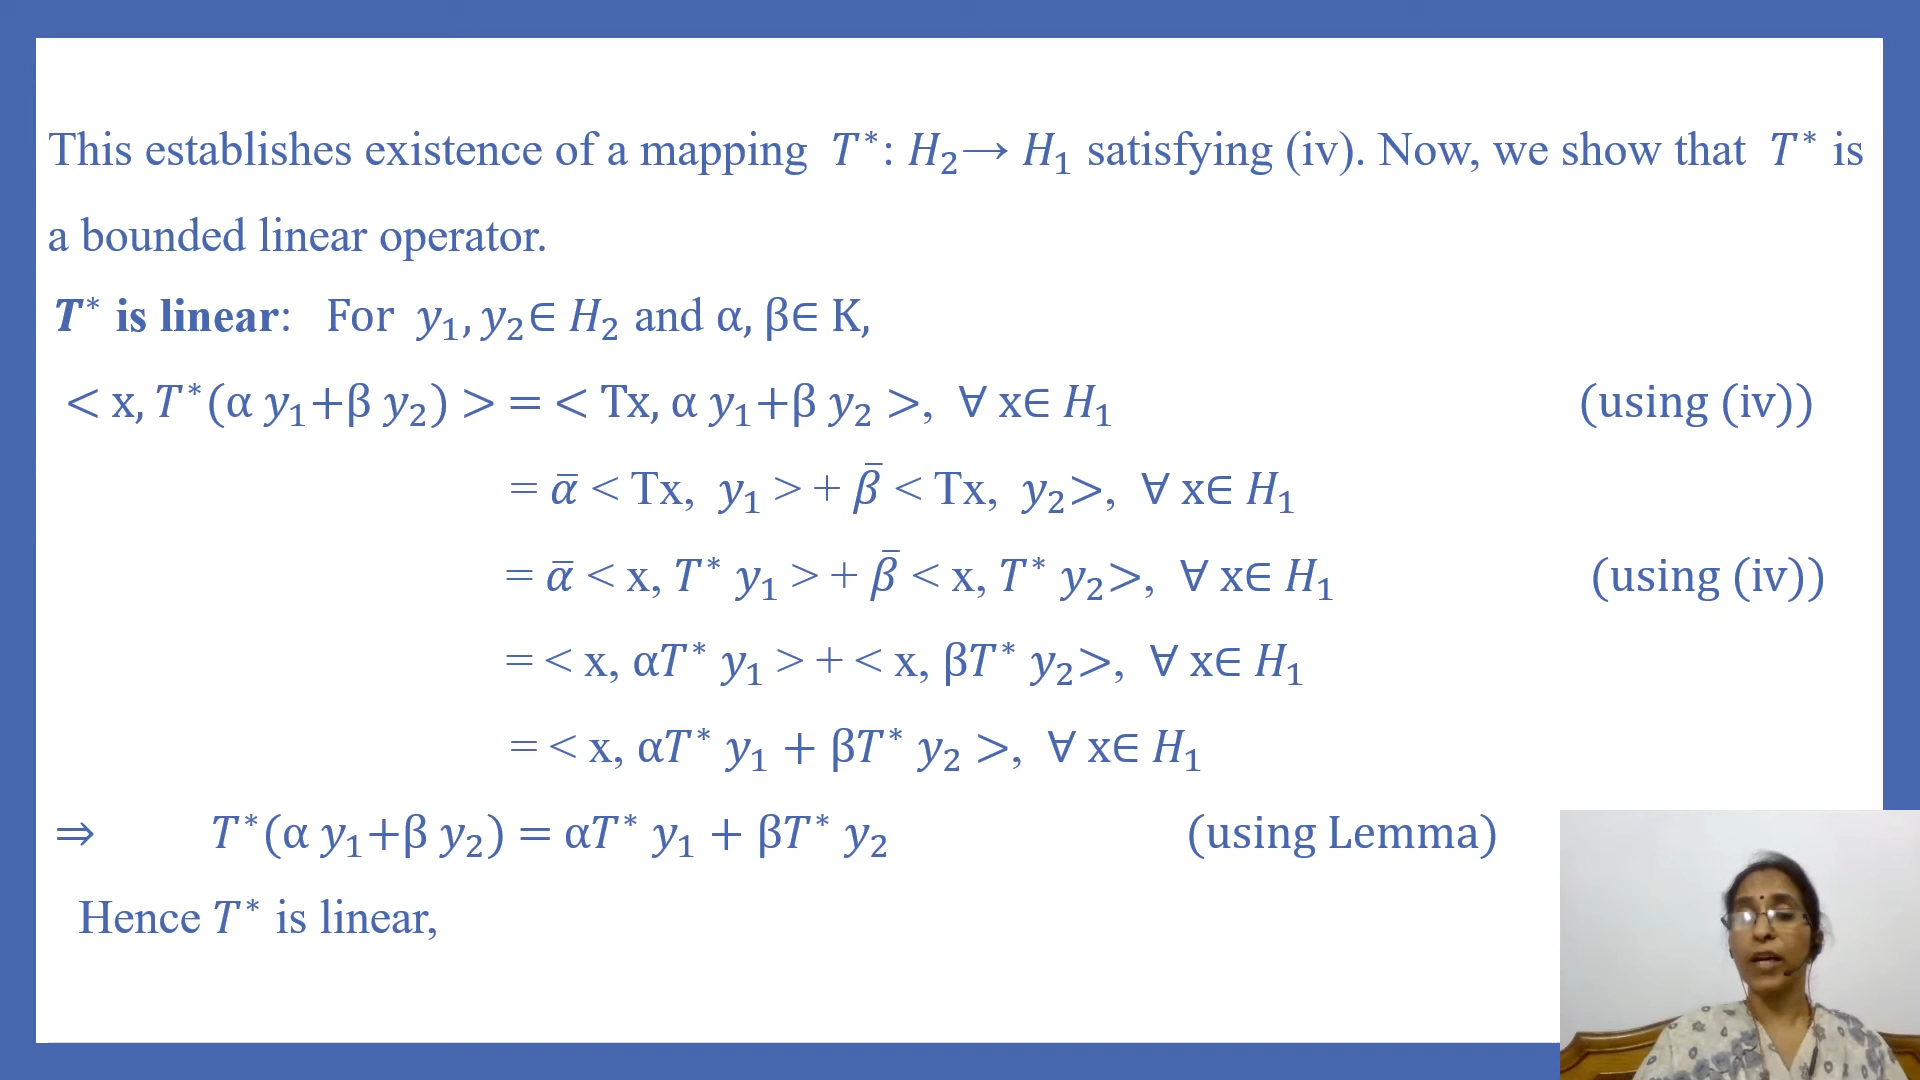 This establishes existence of a mapping T*: H₂→ H₁ satisfying (iv). Now, we show that T* is
a bounded linear operator.
T* is linear: For y₁, y₂∈ H₂ and α, β∈ K,
< x, T*(α y₁+β y₂) > = < Tx, α y₁+β y₂ >, ∀ x∈ H₁ (using (iv))
= ᾱ < Tx, y₁ > + β̄ < Tx, y₂>, ∀ x∈ H₁
= ᾱ < x, T* y₁ > + β̄ < x, T* y₂>, ∀ x∈ H₁ (using (iv))
= < x, αT* y₁ > + < x, βT* y₂>, ∀ x∈ H₁
= < x, αT* y₁ + βT* y₂ >, ∀ x∈ H₁
⇒ T*(α y₁+β y₂) = αT* y₁ + βT* y₂ (using Lemma)
Hence T* is linear,